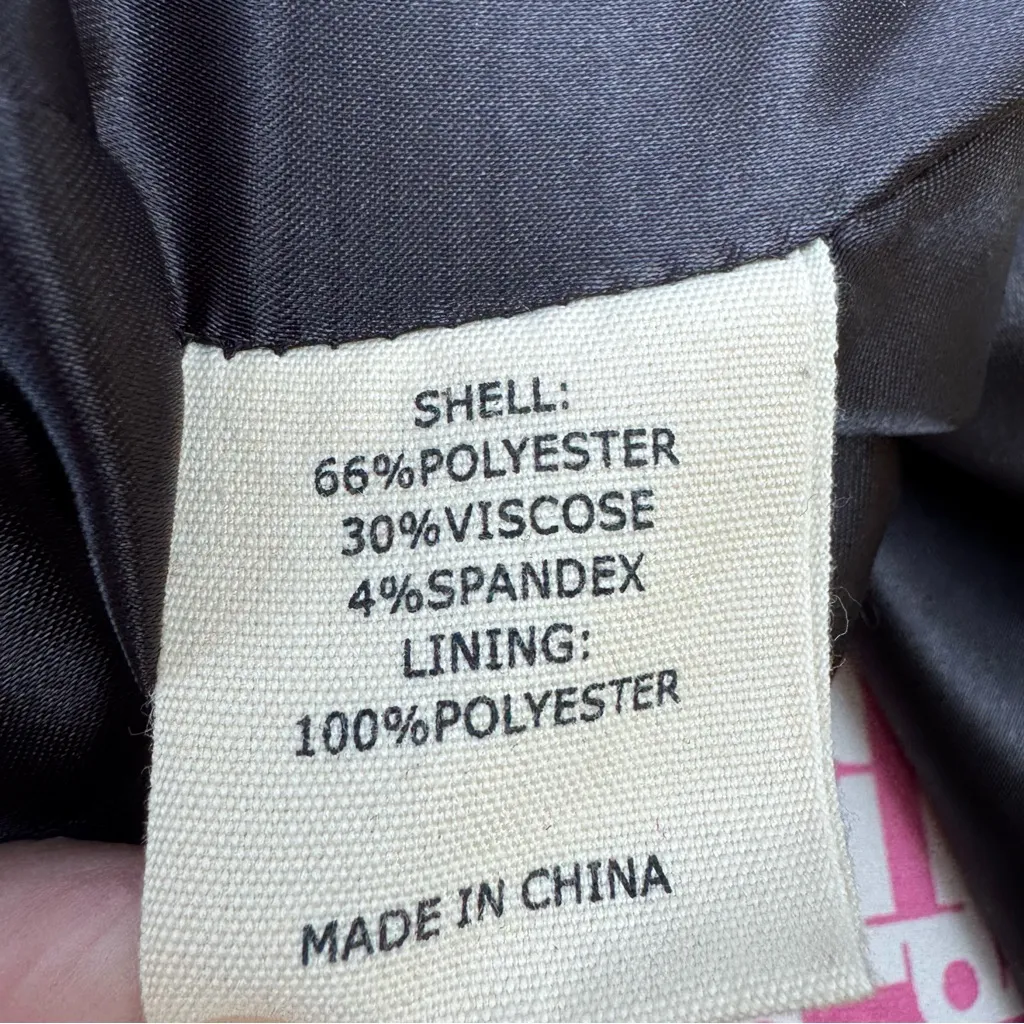 SHELL:
66%POLYESTER
30%VISCOSE
4%SPANDEX
LINING:
100%POLYESTER
MADE IN CHINA